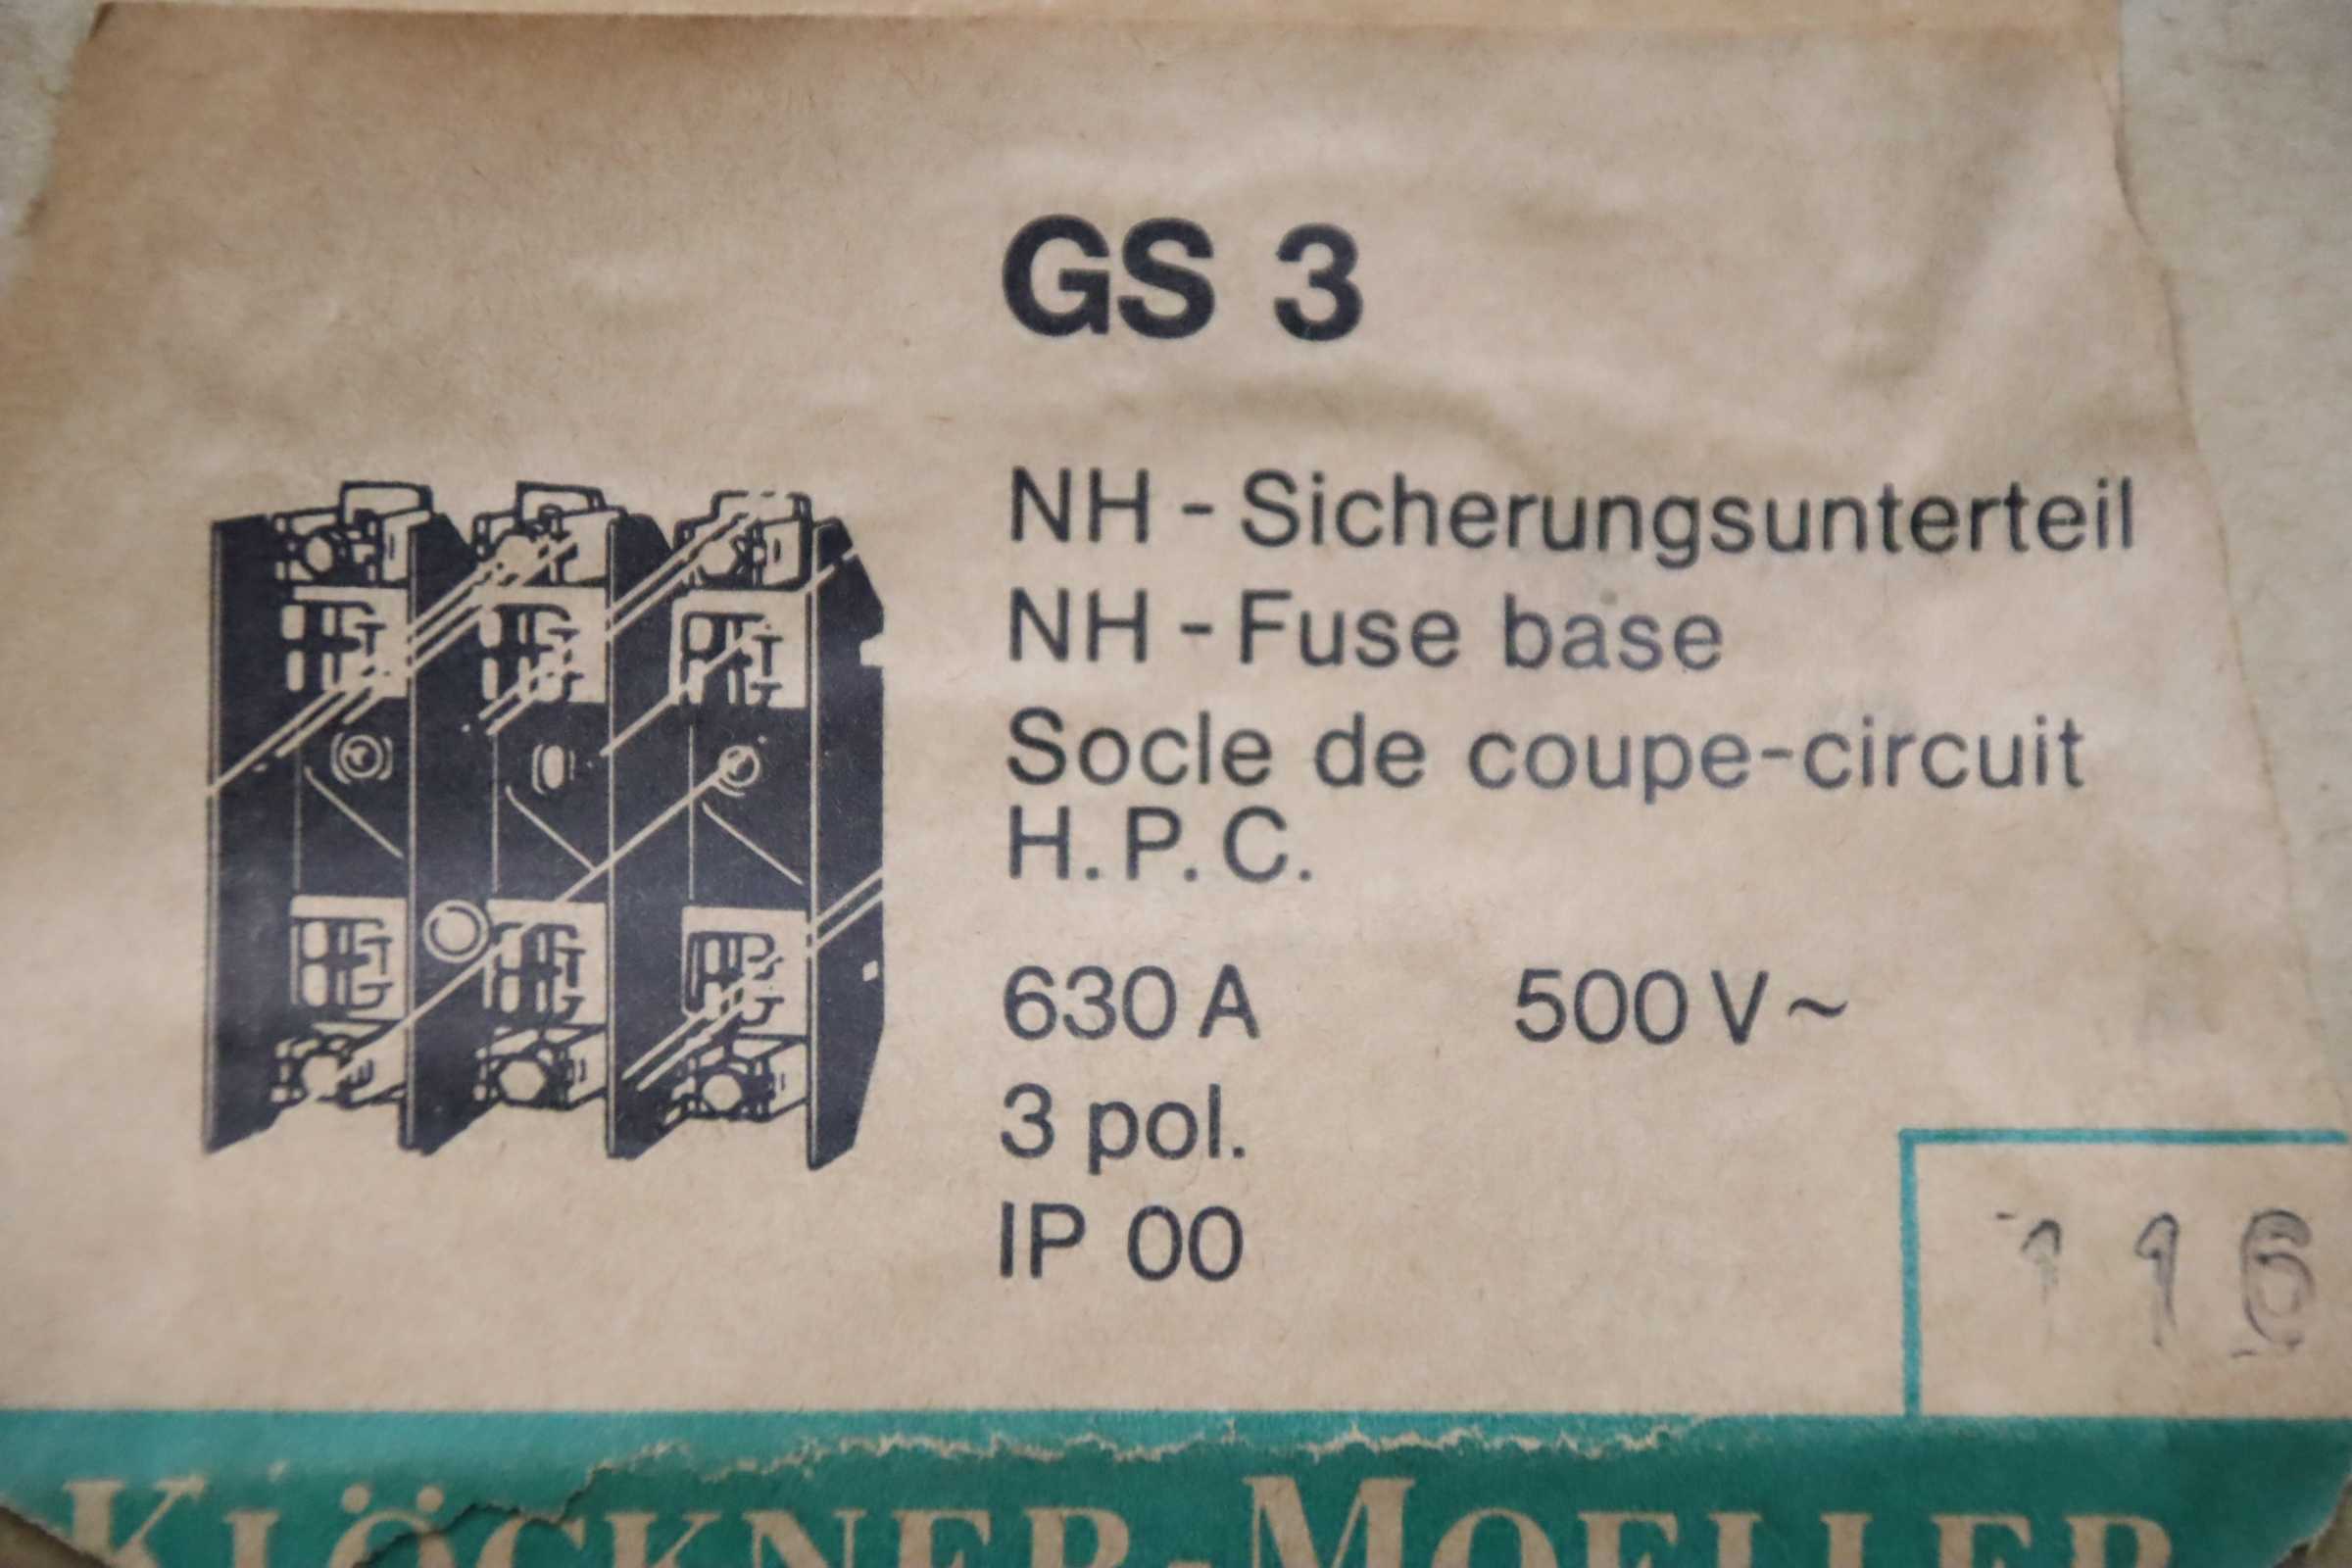 GS 3
NH - Sicherungsunterteil
NH - Fuse base
Socle de coupe-circuit
H. P. C.
630 A 500 V ~
3 pol.
IP 00
116
KLÖCKNER-MOELLER